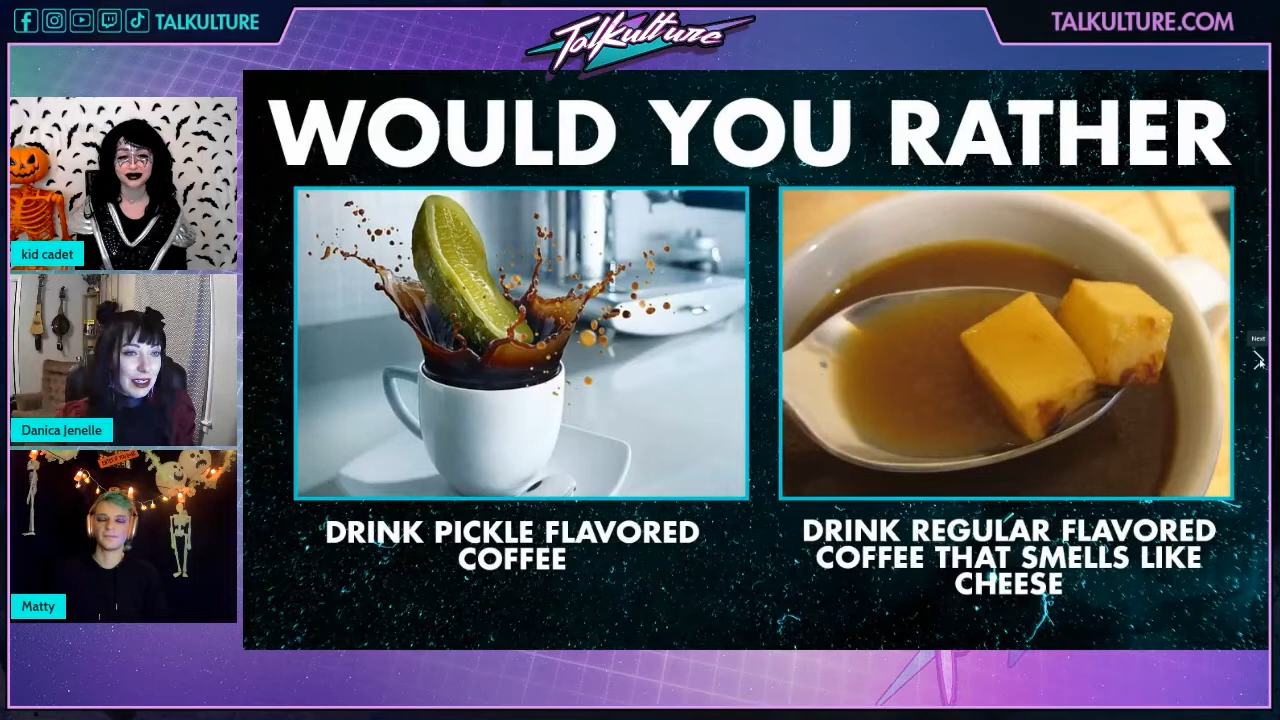 TALKULTURE
Talkulture
TALKULTURE.COM
WOULD YOU RATHER
kid cadet
Danica Jenelle
Matty
Next
DRINK PICKLE FLAVORED
COFFEE
DRINK REGULAR FLAVORED
COFFEE THAT SMELLS LIKE
CHEESE